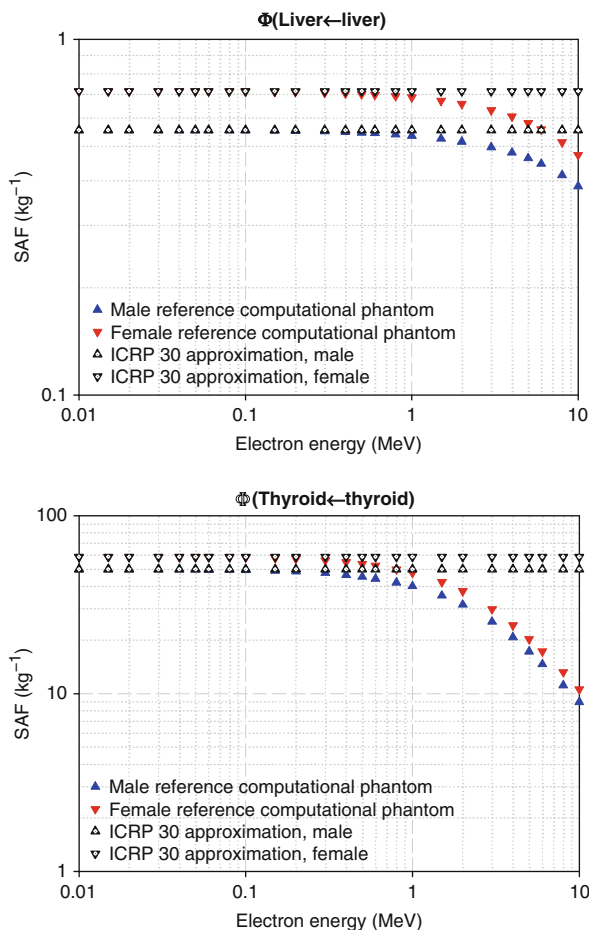 Φ(Liver←liver)
1
0.1
SAF (kg⁻¹)
Male reference computational phantom
Female reference computational phantom
ICRP 30 approximation, male
ICRP 30 approximation, female
0.01 0.1 1 10
Electron energy (MeV)
Φ(Thyroid←thyroid)
100
10
1
SAF (kg⁻¹)
Male reference computational phantom
Female reference computational phantom
ICRP 30 approximation, male
ICRP 30 approximation, female
0.01 0.1 1 10
Electron energy (MeV)